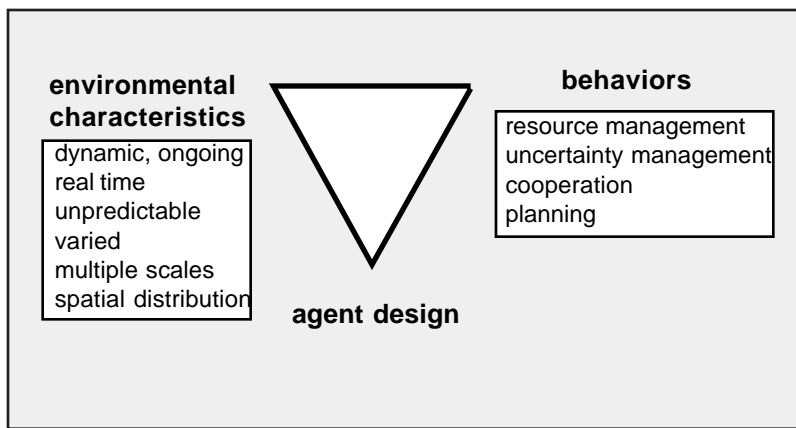 environmental
characteristics
dynamic, ongoing
real time
unpredictable
varied
multiple scales
spatial distribution
behaviors
resource management
uncertainty management
cooperation
planning
agent design